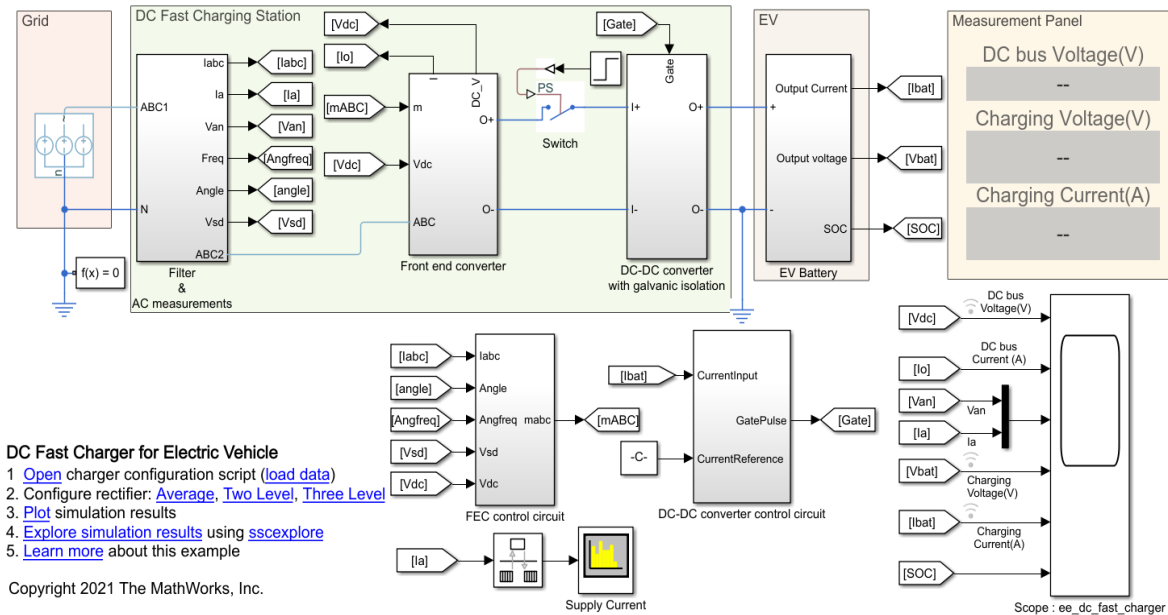 Grid
DC Fast Charging Station
EV
Measurement Panel
[Vdc]
[Io]
[Gate]
DC bus Voltage(V)
--
Charging Voltage(V)
--
Charging Current(A)
--
ABC1
N
~
n
f(x) = 0
Iabc
Ia
Van
Freq
Angle
Vsd
ABC2
Filter
&
AC measurements
[Iabc]
[Ia]
[Van]
[Angfreq]
[angle]
[Vsd]
[mABC]
[Vdc]
I
DC_V
m
Vdc
ABC
O+
O-
Front end converter
PS
Switch
Gate
I+
I-
O+
O-
DC-DC converter
with galvanic isolation
+
-
Output Current
Output voltage
SOC
EV Battery
[Ibat]
[Vbat]
[SOC]
[Iabc]
[angle]
[Angfreq]
[Vsd]
[Vdc]
Iabc
Angle
Angfreq
Vsd
Vdc
mabc
[mABC]
FEC control circuit
[Ibat]
-C-
CurrentInput
GatePulse
CurrentReference
[Gate]
DC-DC converter control circuit
[Vdc]
DC bus
Voltage(V)
[Io]
DC bus
Current (A)
[Van]
Van
[Ia]
Ia
[Vbat]
Charging
Voltage(V)
[Ibat]
Charging
Current(A)
[SOC]
Scope : ee_dc_fast_charger
[Ia]
Supply Current
DC Fast Charger for Electric Vehicle
1 Open charger configuration script (load data)
2. Configure rectifier: Average, Two Level, Three Level
3. Plot simulation results
4. Explore simulation results using sscexplore
5. Learn more about this example
Copyright 2021 The MathWorks, Inc.